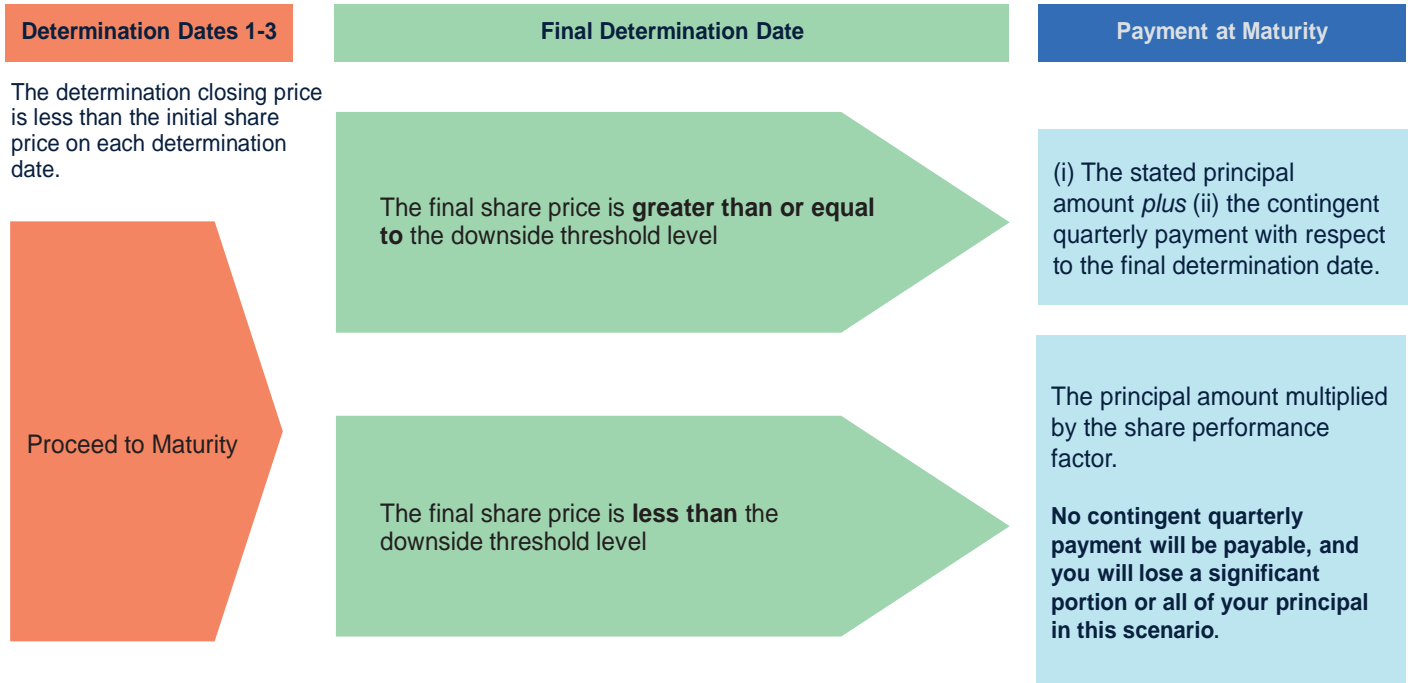 Determination Dates 1-3
Final Determination Date
Payment at Maturity
The determination closing price
is less than the initial share
price on each determination
date.
Proceed to Maturity
The final share price is greater than or equal
to the downside threshold level
(i) The stated principal
amount plus (ii) the contingent
quarterly payment with respect
to the final determination date.
The final share price is less than the
downside threshold level
The principal amount multiplied
by the share performance
factor.
No contingent quarterly
payment will be payable, and
you will lose a significant
portion or all of your principal
in this scenario.